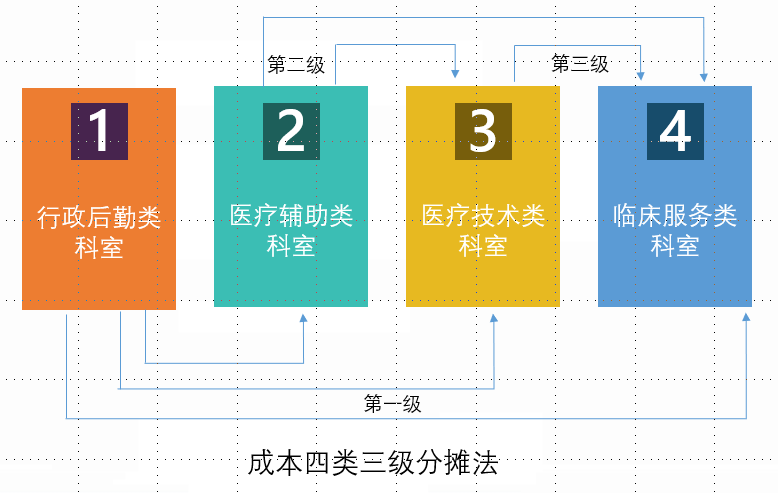 第二级
第三级
1
2
3
4
行政后勤类
科室
医疗辅助类
科室
医疗技术类
科室
临床服务类
科室
第一级
成本四类三级分摊法